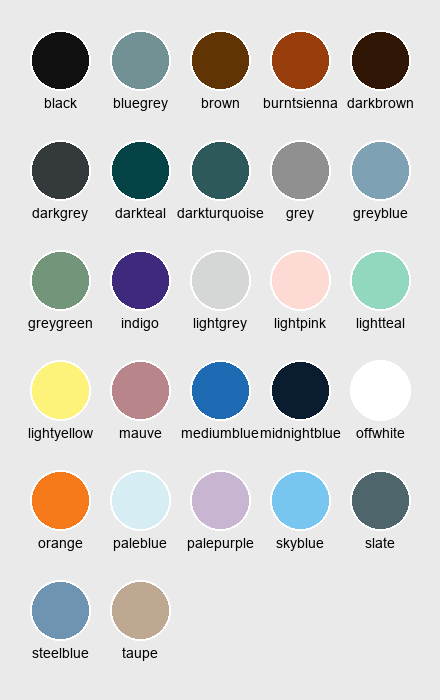 black bluegrey brown burntsienna darkbrown
darkgrey darkteal darkturquoise grey greyblue
greygreen indigo lightgrey lightpink lightteal
lightyellow mauve mediumblue midnightblue offwhite
orange paleblue palepurple skyblue slate
steelblue taupe